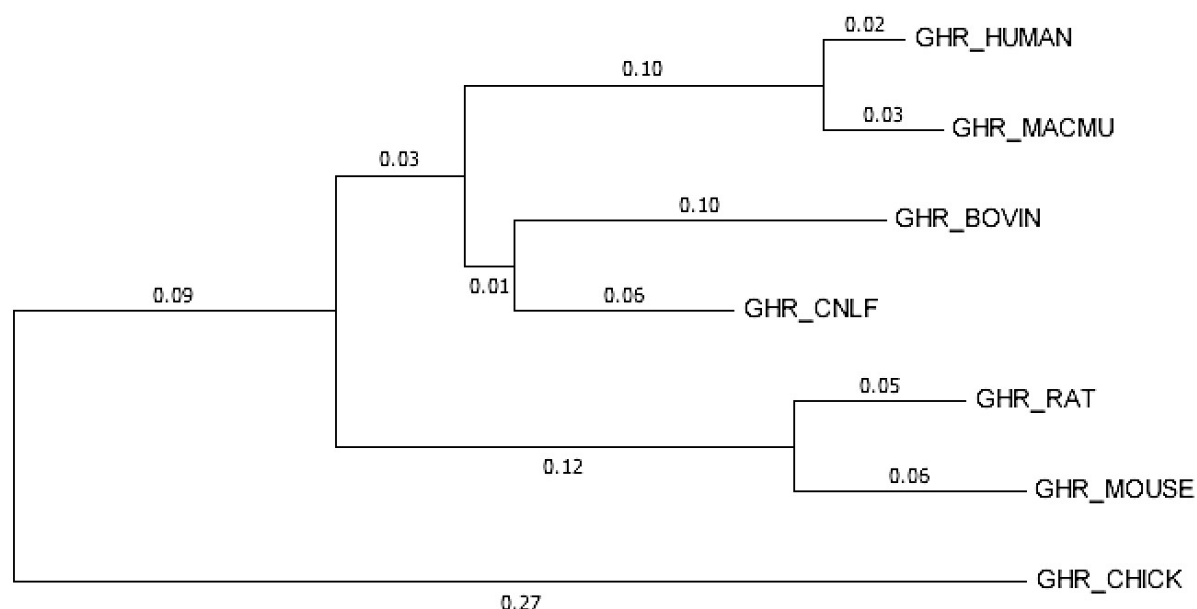 0.02
GHR_HUMAN
0.10
0.03
GHR_MACMU
0.03
0.10
GHR_BOVIN
0.01
0.06
GHR_CNLF
0.09
0.05
GHR_RAT
0.12
0.06
GHR_MOUSE
GHR_CHICK
0.27